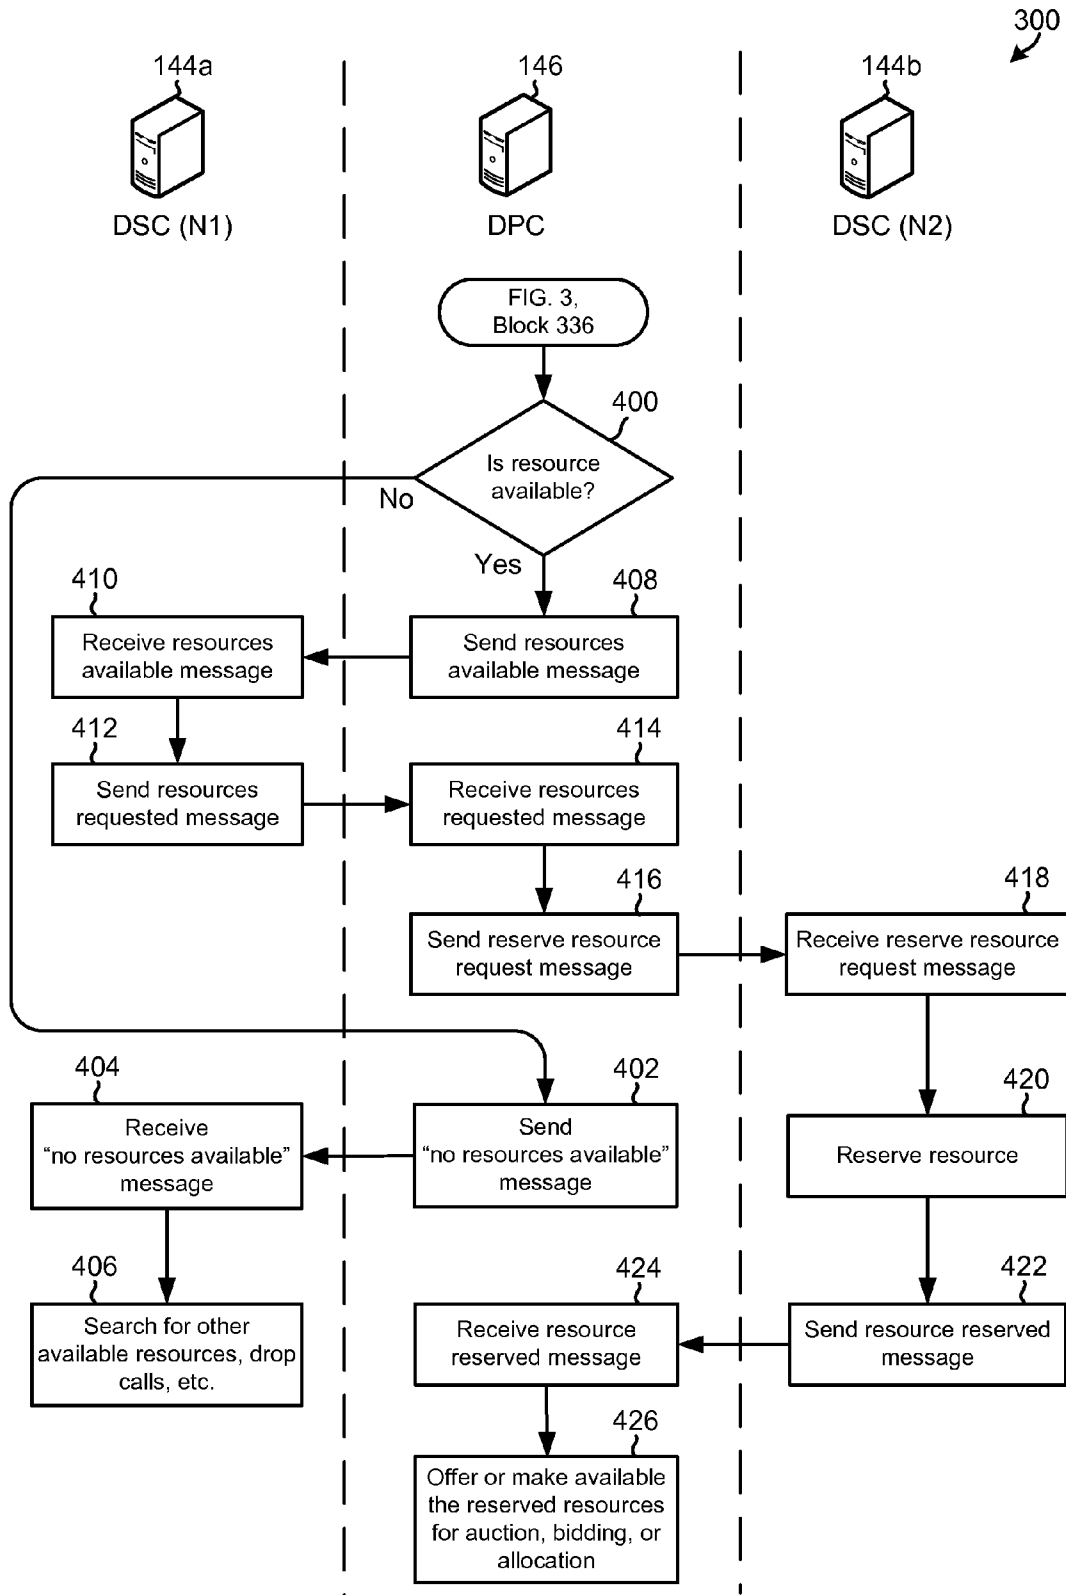 300
144a
146
144b
DSC (N1)
DPC
DSC (N2)
FIG. 3,
Block 336
400
Is resource
available?
No
Yes
410
408
Receive resources
available message
Send resources
available message
412
414
Send resources
requested message
Receive resources
requested message
416
418
Send reserve resource
request message
Receive reserve resource
request message
404
402
420
Receive
“no resources available”
message
Send
“no resources available”
message
Reserve resource
406
424
422
Search for other
available resources, drop
calls, etc.
Receive resource
reserved message
Send resource reserved
message
426
Offer or make available
the reserved resources
for auction, bidding, or
allocation